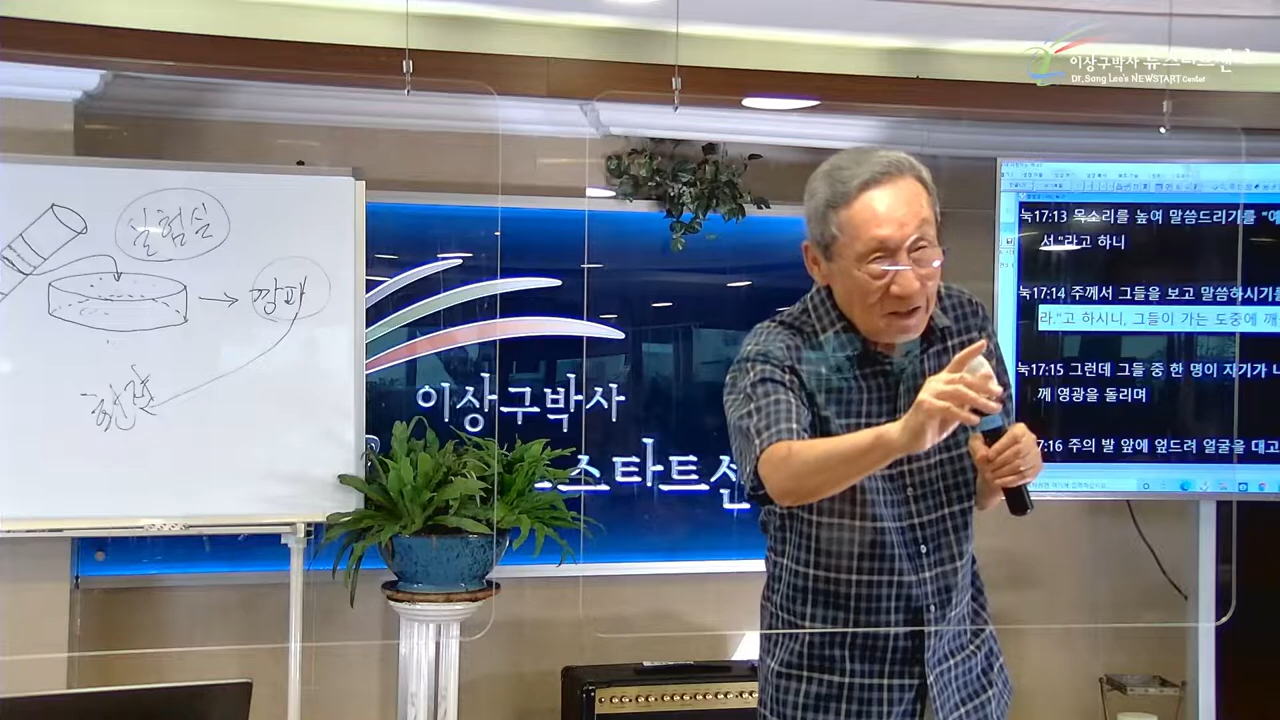 이상구박사 뉴스타트센터
Dr. Sang Lee's NEWSTART Center
실험실
깡패
이상구박사
스타트센
눅17:13 목소리를 높여 말씀드리기를 "예
서"라고 하니
눅17:14 주께서 그들을 보고 말씀하시기를
라."고 하시니, 그들이 가는 도중에 깨
눅17:15 그런데 그들 중 한 명이 자기가 나
께 영광을 돌리며
17:16 주의 발 앞에 엎드려 얼굴을 대고